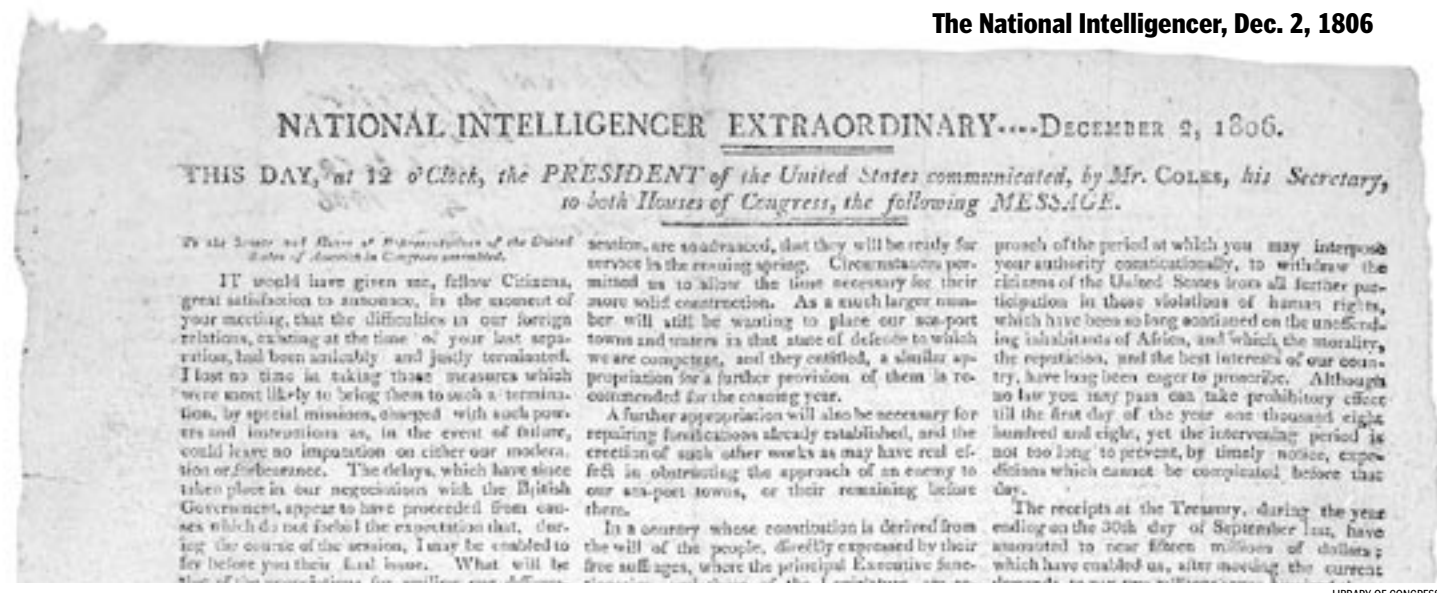 The National Intelligencer, Dec. 2, 1806
NATIONAL INTELLIGENCER EXTRAORDINARY----DECEMBER 2, 1806.
THIS DAY, at 12 o'Clock, the PRESIDENT of the United States communicated, by Mr. COLES, his Secretary,
to both Houses of Congress, the following MESSAGE.
To the Senate and House of Representatives of the United
States of America in Congress assembled.
IT would have given me, fellow Citizens,
great satisfaction to announce, in the moment of
your meeting, that the difficulties in our foreign
relations, existing at the time of your last sepa-
ration, had been amicably and justly terminated.
I lost no time in taking those measures which
were most likely to bring them to such a termina-
tion, by special missions, charged with such pow-
ers and instructions as, in the event of failure,
could leave no imputation on either our modera-
tion or forbearance. The delays, which have since
taken place in our negociations with the British
Government, appear to have proceeded from cau-
ses which do not forbid the expectation that, dur-
ing the course of the session, I may be enabled to
lay before you their final issue. What will be
session, are so advanced, that they will be ready for
service in the ensuing spring. Circumstances per-
mitted us to allow the time necessary for their
more solid construction. As a much larger num-
ber will still be wanting to place our sea-port
towns and waters in that state of defence to which
we are competent, and they entitled, a similar ap-
propriation for a further provision of them is re-
commended for the coming year.
A further appropriation will also be necessary for
repairing fortifications already established, and the
erection of such other works as may have real ef-
fect in obstructing the approach of an enemy to
our sea-port towns, or their remaining before
them.
In a country whose constitution is derived from
the will of the people, directly expressed by their
free suffrages, where the principal Executive func-
proach of the period at which you may interpose
your authority constitutionally, to withdraw the
citizens of the United States from all further par-
ticipation in those violations of human rights,
which have been so long continued on the unoffend-
ing inhabitants of Africa, and which the morality,
the reputation, and the best interests of our coun-
try, have long been eager to proscribe. Although
no law you may pass can take prohibitory effect
till the first day of the year one thousand eight
hundred and eight, yet the intervening period is
not too long to prevent, by timely notice, expe-
ditions which cannot be completed before that
day.
The receipts at the Treasury, during the year
ending on the 30th day of September last, have
amounted to near fifteen millions of dollars;
which have enabled us, after meeting the current
LIBRARY OF CONGRESS